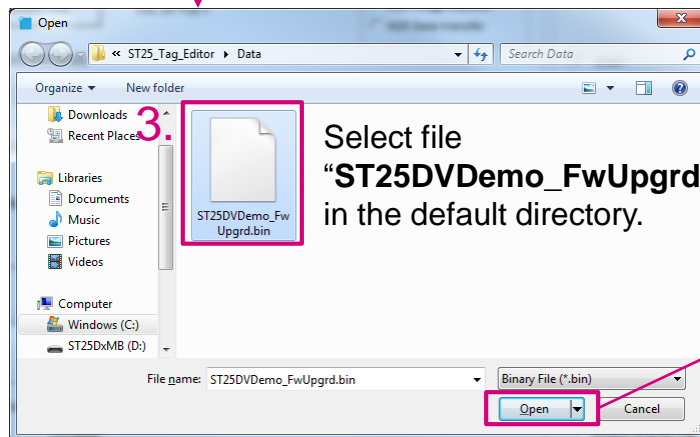 Open
« ST25_Tag_Editor ▸ Data
Search Data
Organize
New folder
Downloads
Recent Places
Libraries
Documents
Music
Pictures
Videos
Computer
Windows (C:)
ST25DxMB (D:)
3.
ST25DVDemo_Fw
Upgrd.bin
Select file
“ST25DVDemo_FwUpgrd
in the default directory.
File name: ST25DVDemo_FwUpgrd.bin
Binary File (*.bin)
Open
Cancel